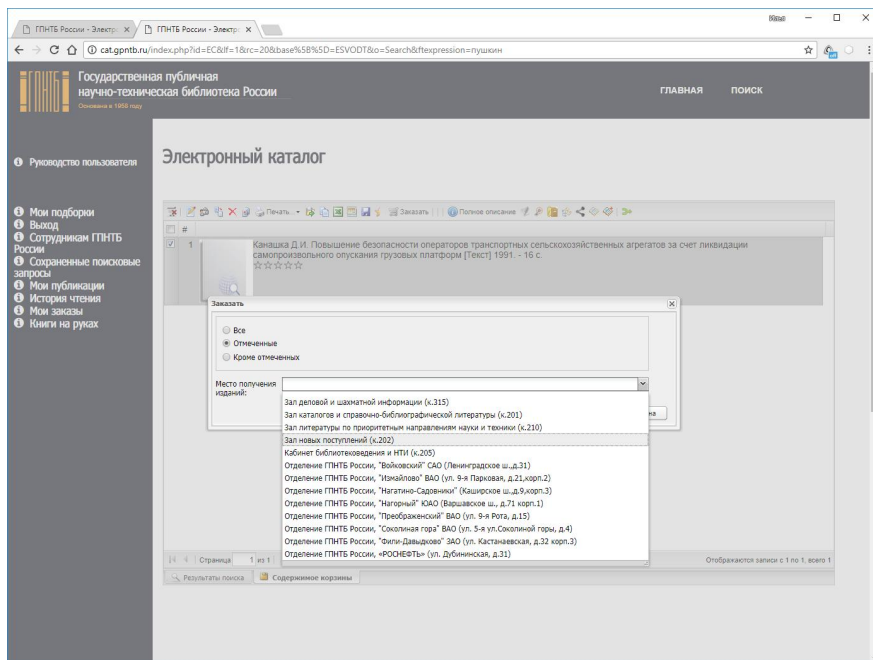 ГПНТБ России - Электро
ГПНТБ России - Электро
cat.gpntb.ru/index.php?id=EC&lf=1&rc=20&base%5B%5D=ESVODT&o=Search&ftexpression=пушкин
Государственная публичная
научно-техническая библиотека России
Основана в 1958 году
ГЛАВНАЯ
ПОИСК
Руководство пользователя
Электронный каталог
Мои подборки
Выход
Сотрудникам ГПНТБ
России
Сохраненные поисковые
запросы
Мои публикации
История чтения
Мои заказы
Книги на руках
Печать...
Заказать
Полное описание
#
1
Канашка Д.И. Повышение безопасности операторов транспортных сельскохозяйственных агрегатов за счет ликвидации
самопроизвольного опускания грузовых платформ [Текст] 1991. - 16 с.
Заказать
Все
Отмеченные
Кроме отмеченных
Место получения
изданий:
на
Зал деловой и шахматной информации (к.315)
Зал каталогов и справочно-библиографической литературы (к.201)
Зал литературы по приоритетным направлениям науки и техники (к.210)
Зал новых поступлений (к.202)
Кабинет библиотековедения и НТИ (к.205)
Отделение ГПНТБ России, "Войковский" САО (Ленинградское ш.,д.31)
Отделение ГПНТБ России, "Измайлово" ВАО (ул. 9-я Парковая, д.21,корп.2)
Отделение ГПНТБ России, "Нагатино-Садовники" (Каширское ш.,д.9,корп.3)
Отделение ГПНТБ России, "Нагорный" ЮАО (Варшавское ш., д.71 корп.1)
Отделение ГПНТБ России, "Преображенский" ВАО (ул. 9-я Рота, д.15)
Отделение ГПНТБ России, "Соколиная гора" ВАО (ул. 5-я ул.Соколиной горы, д.4)
Отделение ГПНТБ России, "Фили-Давыдково" ЗАО (ул. Кастанаевская, д.32 корп.3)
Отделение ГПНТБ России, «РОСНЕФТЬ» (ул. Дубининская, д.31)
Страница 1 из 1
Отображаются записи с 1 по 1, всего 1
Результаты поиска
Содержимое корзины